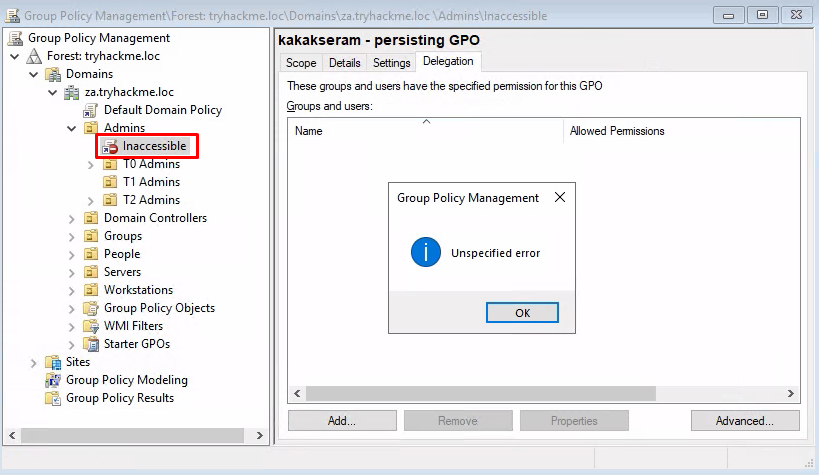 Group Policy Management\Forest: tryhackme.loc\Domains\za.tryhackme.loc \Admins\Inaccessible
Group Policy Management
Forest: tryhackme.loc
Domains
za.tryhackme.loc
Default Domain Policy
Admins
Inaccessible
T0 Admins
T1 Admins
T2 Admins
Domain Controllers
Groups
People
Servers
Workstations
Group Policy Objects
WMI Filters
Starter GPOs
Sites
Group Policy Modeling
Group Policy Results
kakakseram - persisting GPO
Scope Details Settings Delegation
These groups and users have the specified permission for this GPO
Groups and users:
Name Allowed Permissions
Group Policy Management
Unspecified error
OK
Add... Remove Properties Advanced...